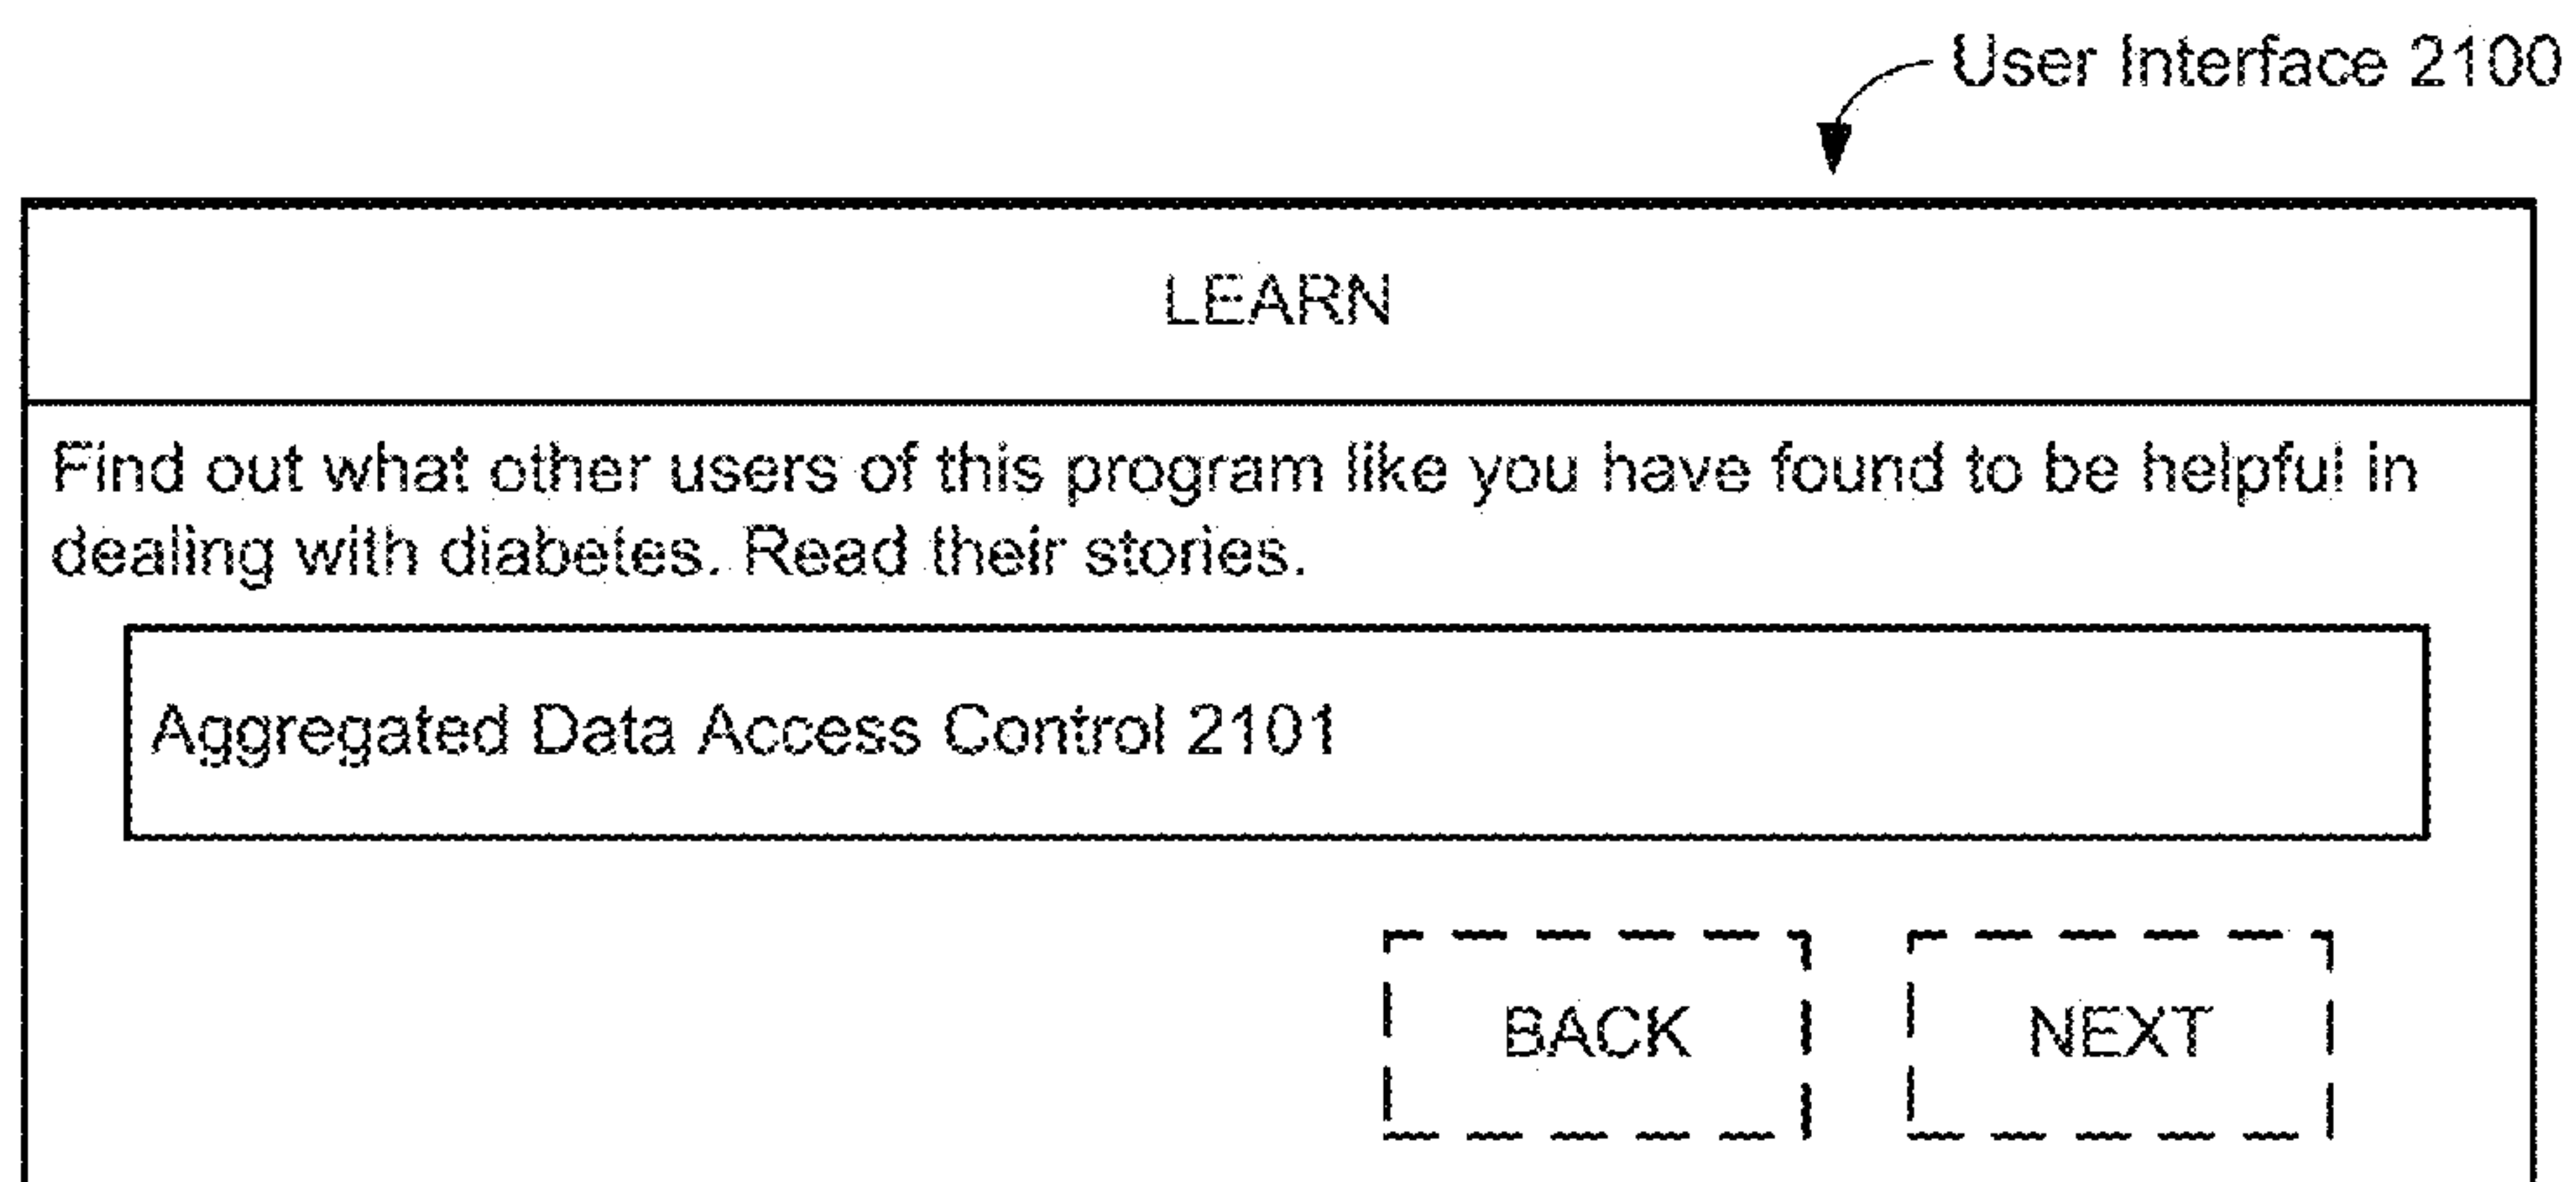 User Interface 2100
LEARN
Find out what other users of this program like you have found to be helpful in
dealing with diabetes. Read their stories.
Aggregated Data Access Control 2101
BACK NEXT